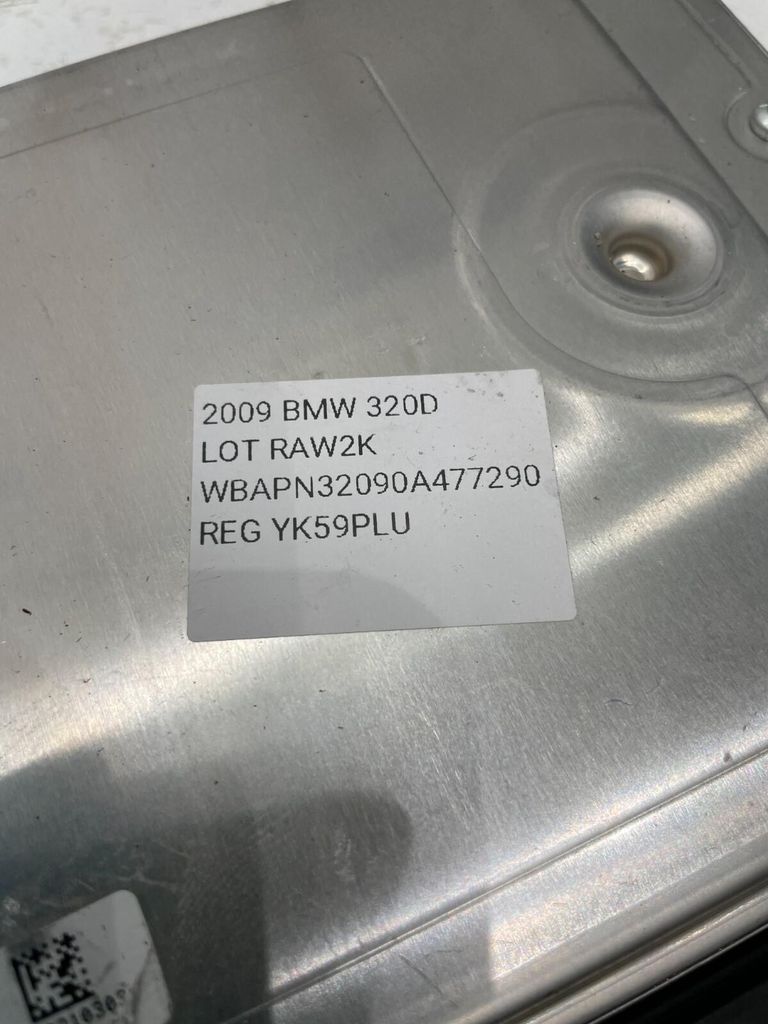 2009 BMW 320D
LOT RAW2K
WBAPN32090A477290
REG YK59PLU